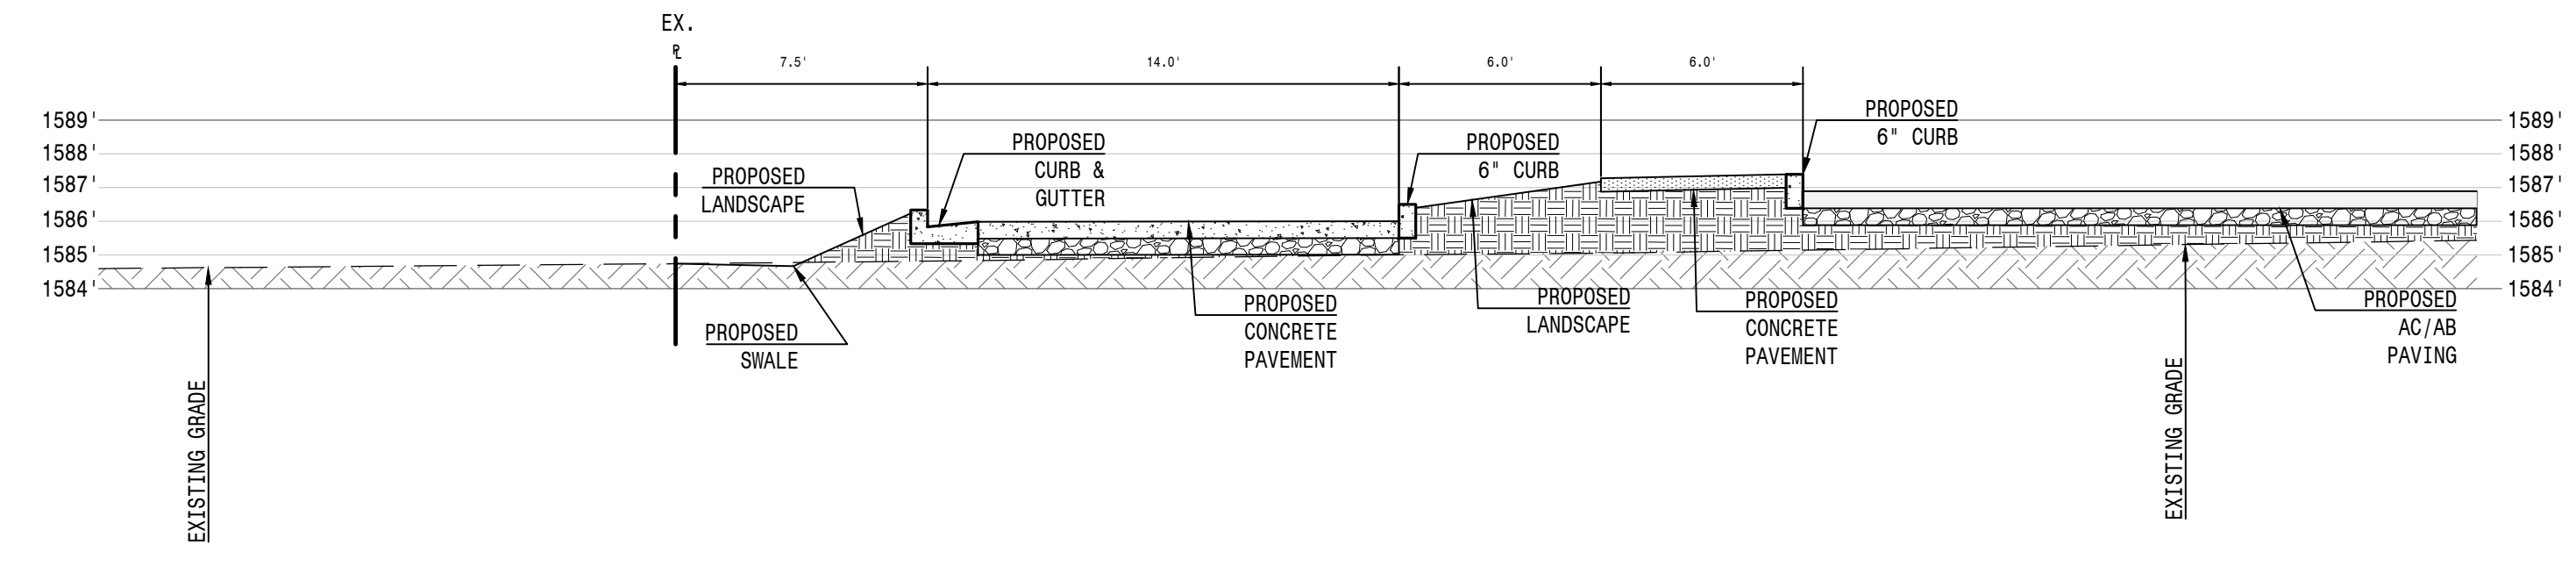 EX.
PL
7.5'
14.0'
6.0'
6.0'
1589'
1588'
1587'
1586'
1585'
1584'
PROPOSED
LANDSCAPE
PROPOSED
CURB &
GUTTER
PROPOSED
6" CURB
PROPOSED
6" CURB
1589'
1588'
1587'
1586'
1585'
1584'
EXISTING GRADE
PROPOSED
SWALE
PROPOSED
CONCRETE
PAVEMENT
PROPOSED
LANDSCAPE
PROPOSED
CONCRETE
PAVEMENT
EXISTING GRADE
PROPOSED
AC/AB
PAVING